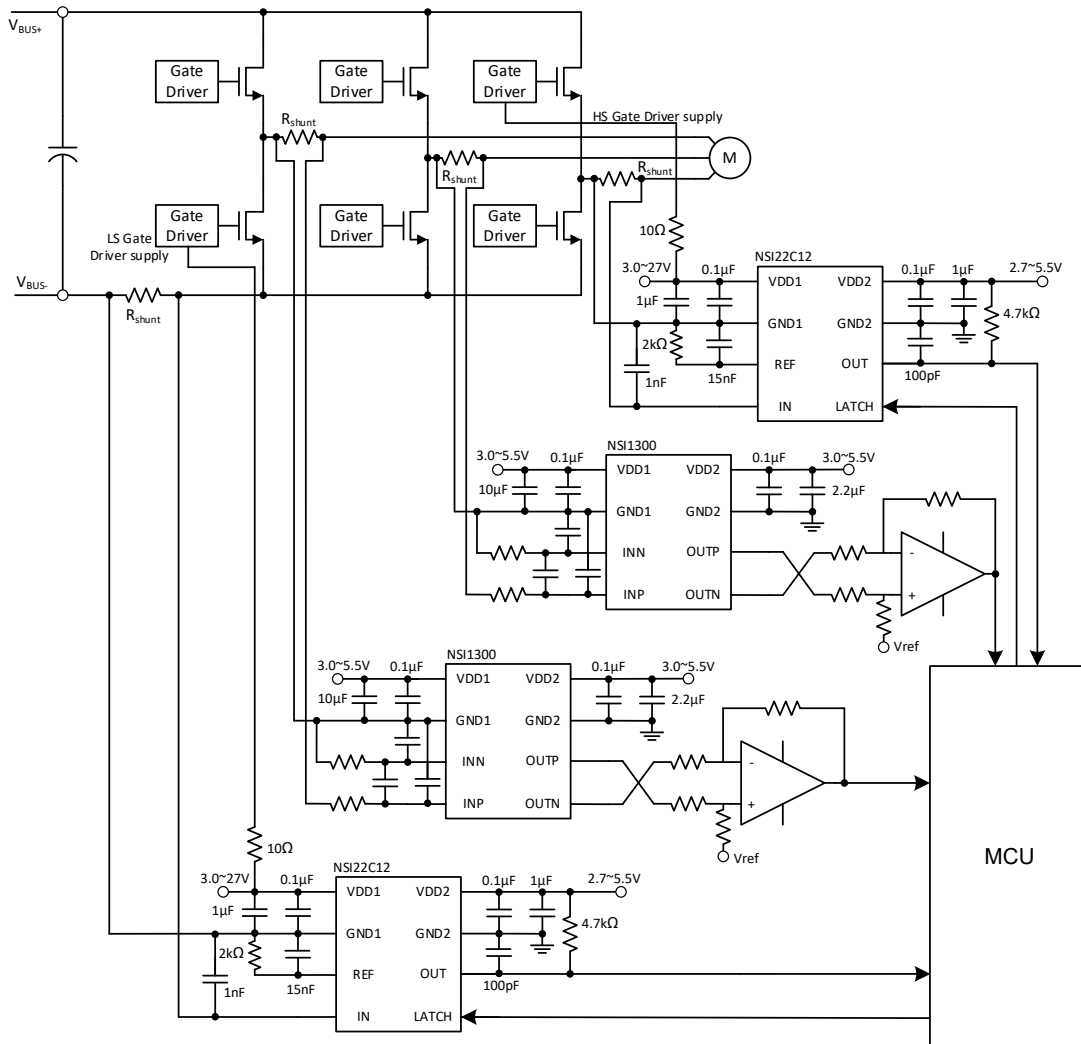 VBUS+
Gate Driver
Gate Driver
Gate Driver
HS Gate Driver supply
Rshunt
Rshunt
Rshunt
M
Gate Driver
Gate Driver
Gate Driver
LS Gate
Driver supply
VBUS-
Rshunt
10Ω
NSI22C12
3.0~27V
0.1µF
1µF
VDD1
VDD2
0.1µF
1µF
2.7~5.5V
4.7kΩ
GND1
GND2
2kΩ
REF
OUT
1nF
15nF
100pF
IN
LATCH
NSI1300
3.0~5.5V
0.1µF
10µF
VDD1
VDD2
0.1µF
3.0~5.5V
2.2µF
GND1
GND2
INN
OUTP
INP
OUTN
-
+
Vref
NSI1300
3.0~5.5V
0.1µF
10µF
VDD1
VDD2
0.1µF
3.0~5.5V
2.2µF
GND1
GND2
INN
OUTP
INP
OUTN
-
+
Vref
MCU
10Ω
NSI22C12
3.0~27V
0.1µF
1µF
VDD1
VDD2
0.1µF
1µF
2.7~5.5V
4.7kΩ
GND1
GND2
2kΩ
REF
OUT
1nF
15nF
100pF
IN
LATCH